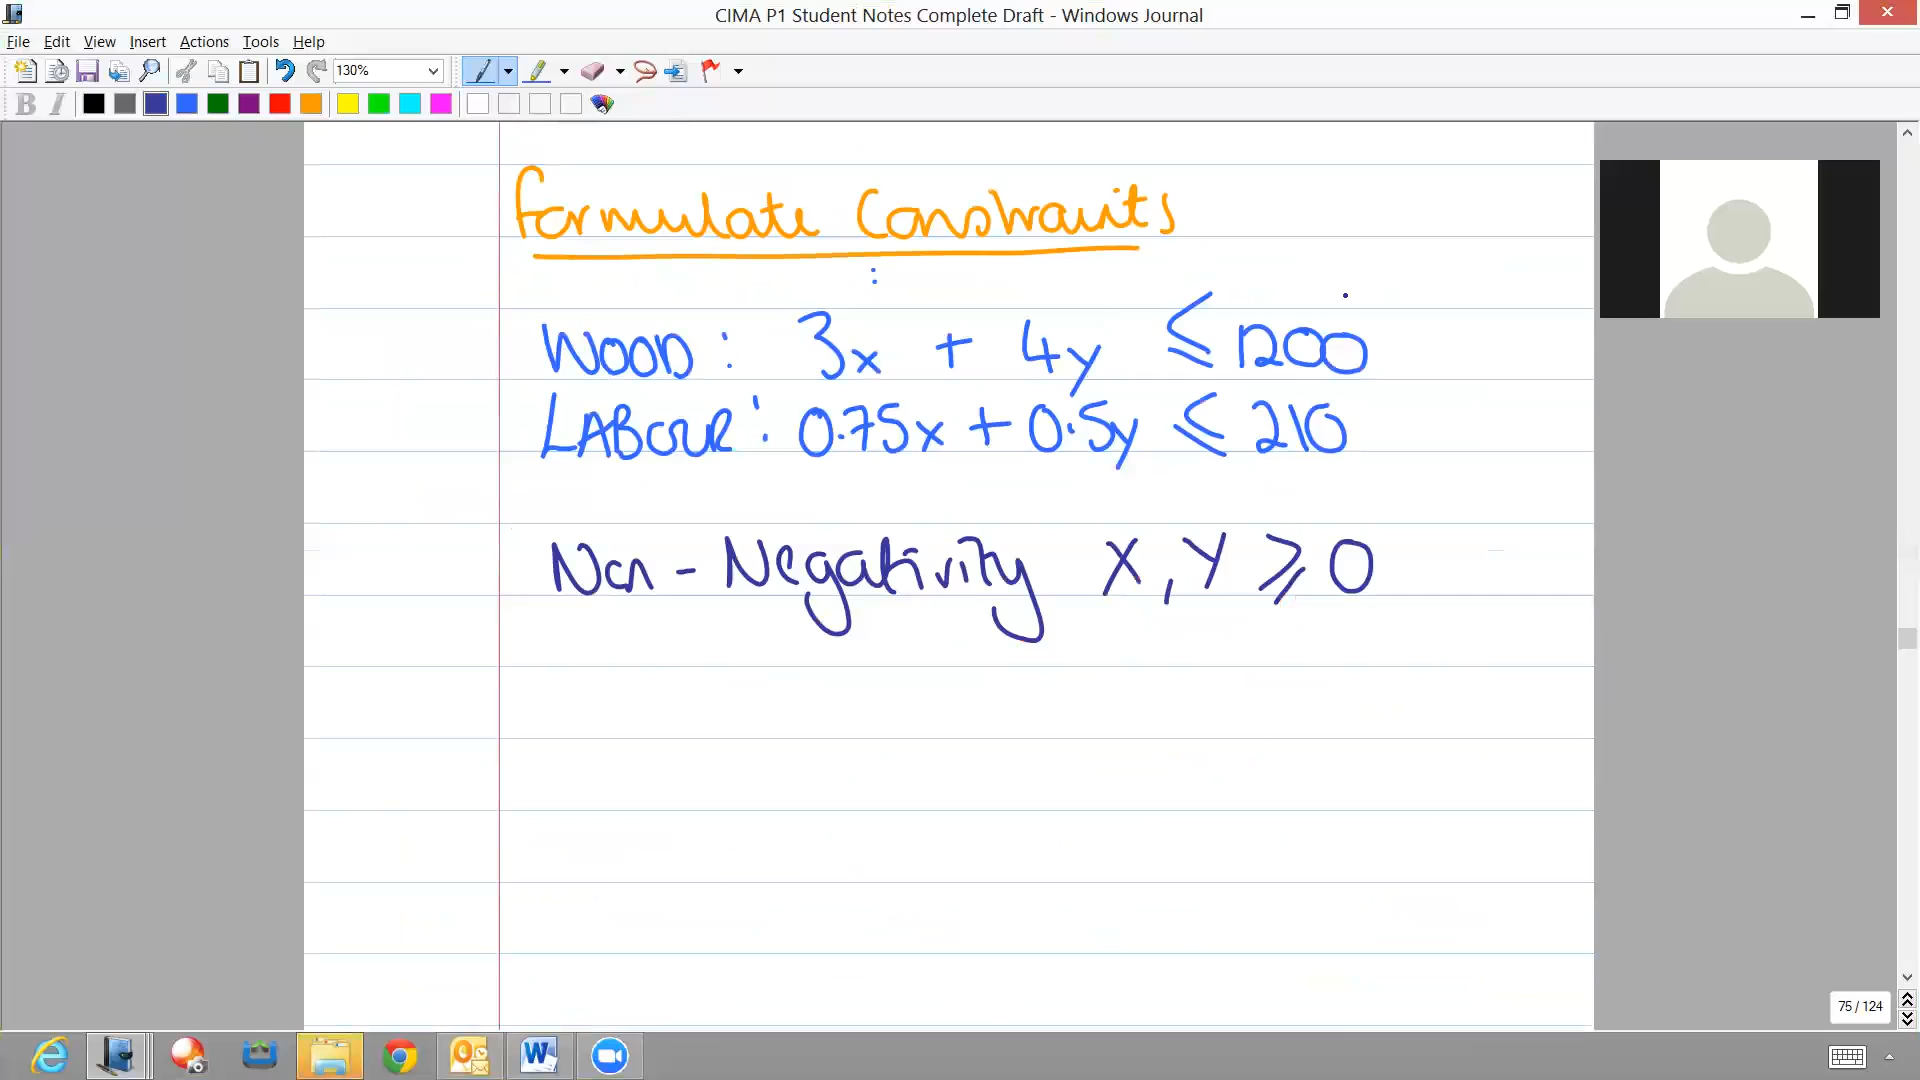 CIMA P1 Student Notes Complete Draft - Windows Journal
File Edit View Insert Actions Tools Help
130%
B I
Formulate Constraints
:
WOOD: 3x + 4y ≤ 1200
LABOUR: 0.75x + 0.5y ≤ 210
Non-Negativity X, Y ≥ 0
75 / 124